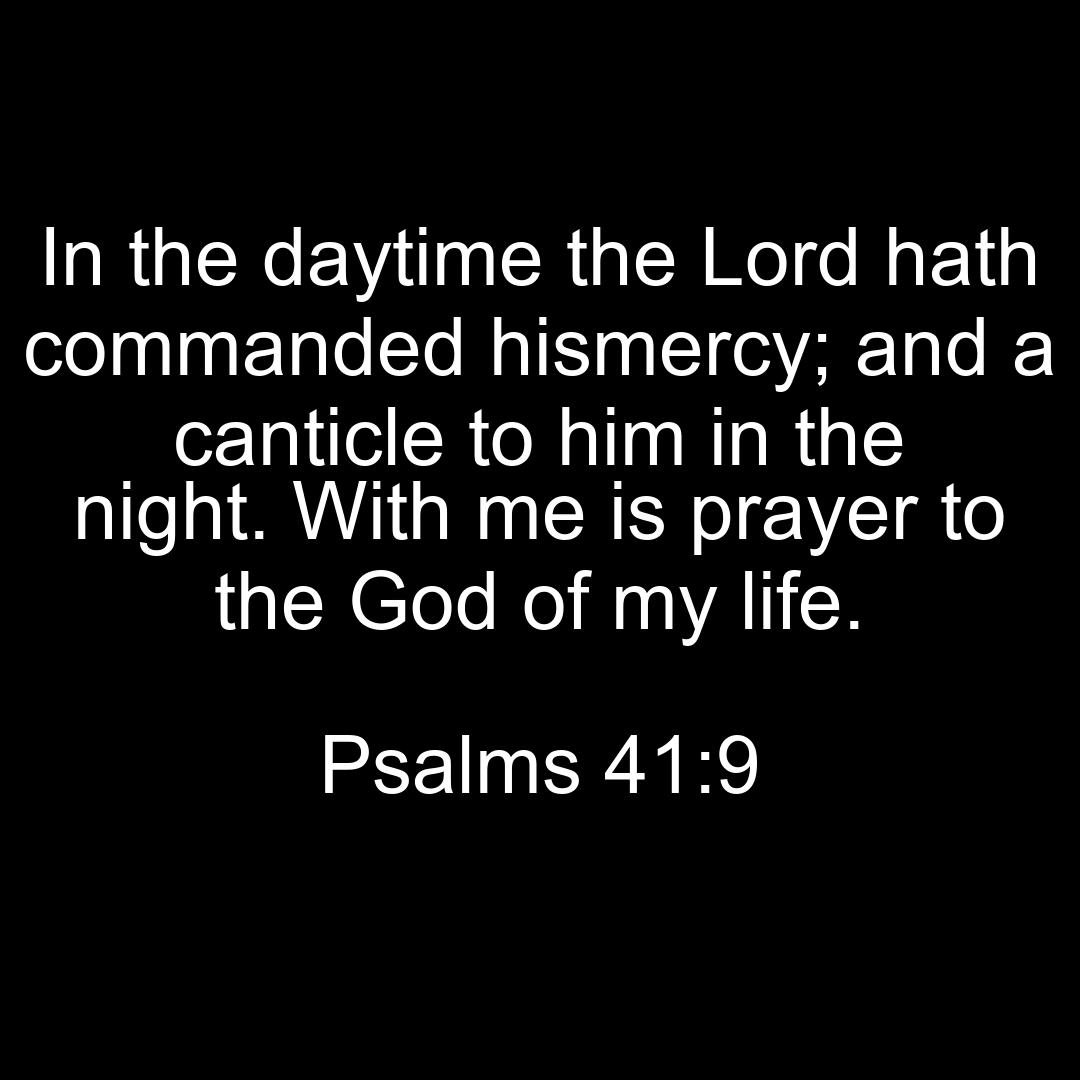 In the daytime the Lord hath
commanded hismercy; and a
canticle to him in the
night. With me is prayer to
the God of my life.
Psalms 41:9